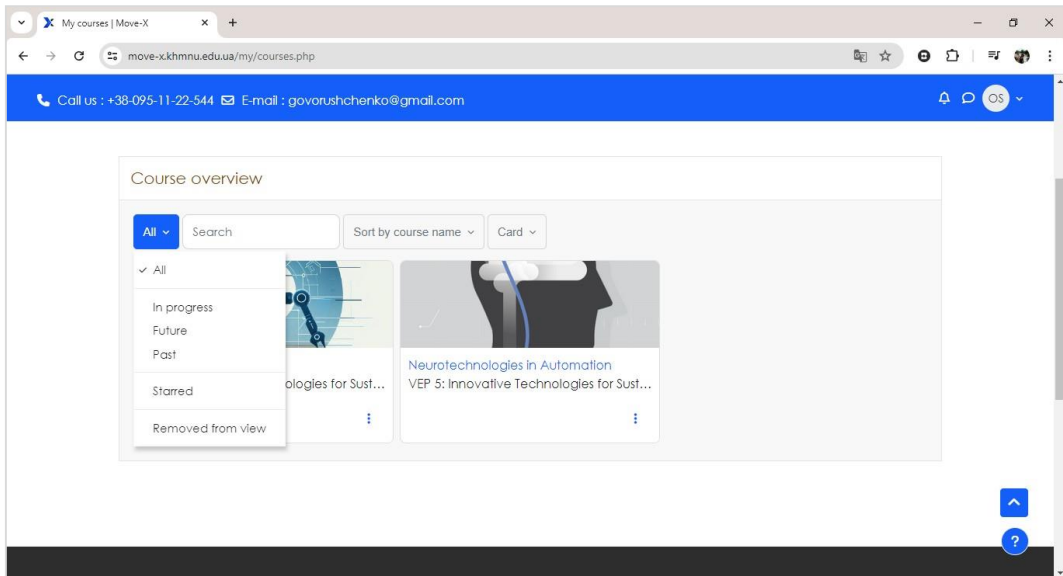 My courses | Move-X
move-x.khmnu.edu.ua/my/courses.php
Call us : +38-095-11-22-544 E-mail : govorushchenko@gmail.com
OS
Course overview
All
Search
Sort by course name
Card
All
In progress
Future
Past
Starred
Removed from view
ologies for Sust...
Neurotechnologies in Automation
VEP 5: Innovative Technologies for Sust...
?